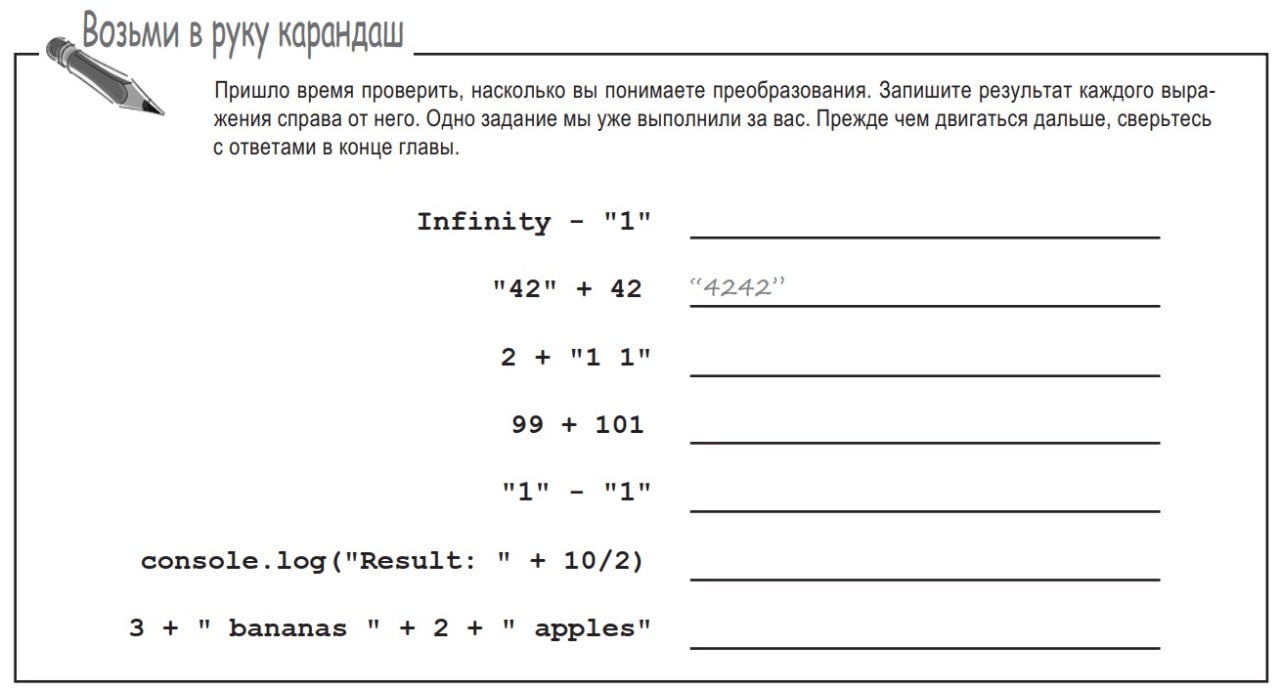 Возьми в руку карандаш
Пришло время проверить, насколько вы понимаете преобразования. Запишите результат каждого выра-
жения справа от него. Одно задание мы уже выполнили за вас. Прежде чем двигаться дальше, сверьтесь
с ответами в конце главы.
Infinity - "1"
"42" + 42 “4242”
2 + "1 1"
99 + 101
"1" - "1"
console.log("Result: " + 10/2)
3 + " bananas " + 2 + " apples"